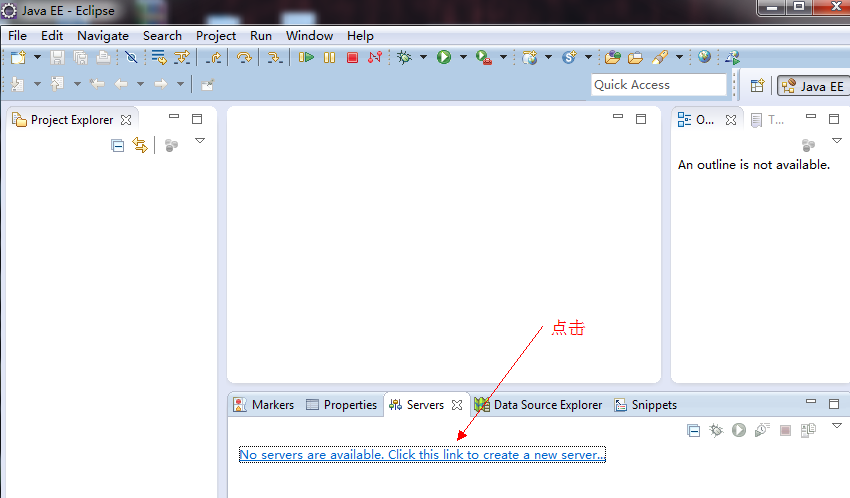 Java EE - Eclipse
File Edit Navigate Search Project Run Window Help
Quick Access
Java EE
Project Explorer
O...
T...
An outline is not available.
点击
Markers Properties Servers Data Source Explorer Snippets
No servers are available. Click this link to create a new server...